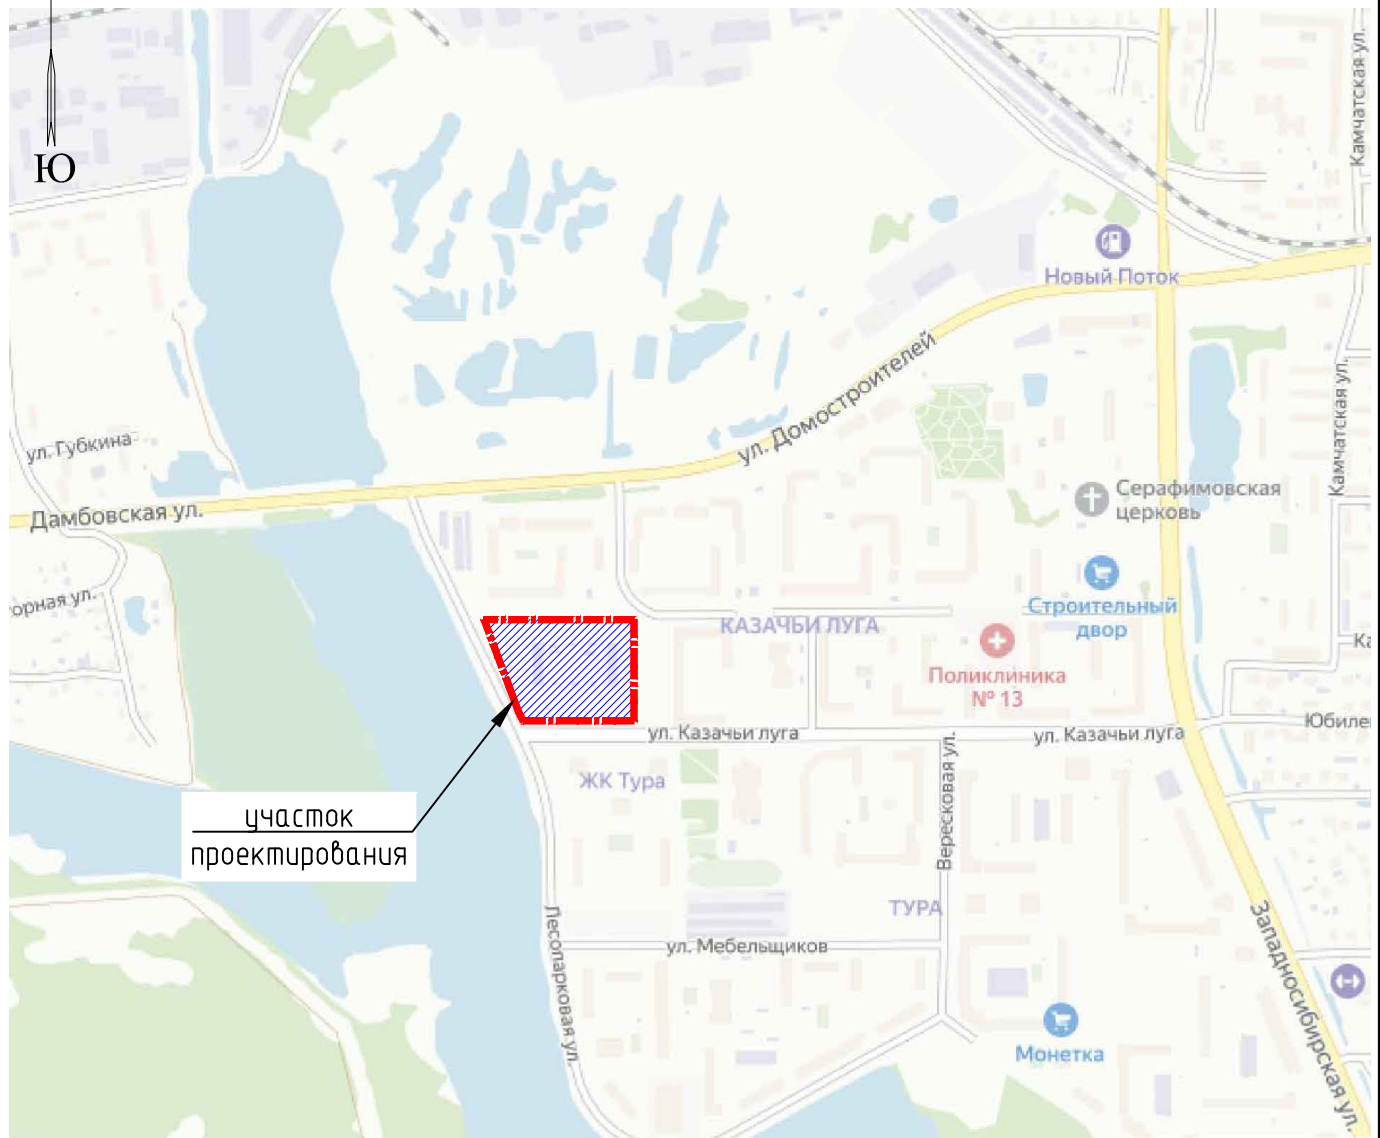 Ю
Камчатская ул.
Новый Поток
ул. Домостроителей
Камчатская ул.
ул. Губкина
Дамбовская ул.
Серафимовская
церковь
Строительный
двор
орная ул.
КАЗАЧЬИ ЛУГА
Ка
Поликлиника
№ 13
ул. Казачьи луга
ул. Казачьи луга
Юбиле
ЖК Тура
участок
проектирования
Вересковая ул.
ТУРА
Лесопарковая ул.
ул. Мебельщиков
Западносибирская ул.
Монетка